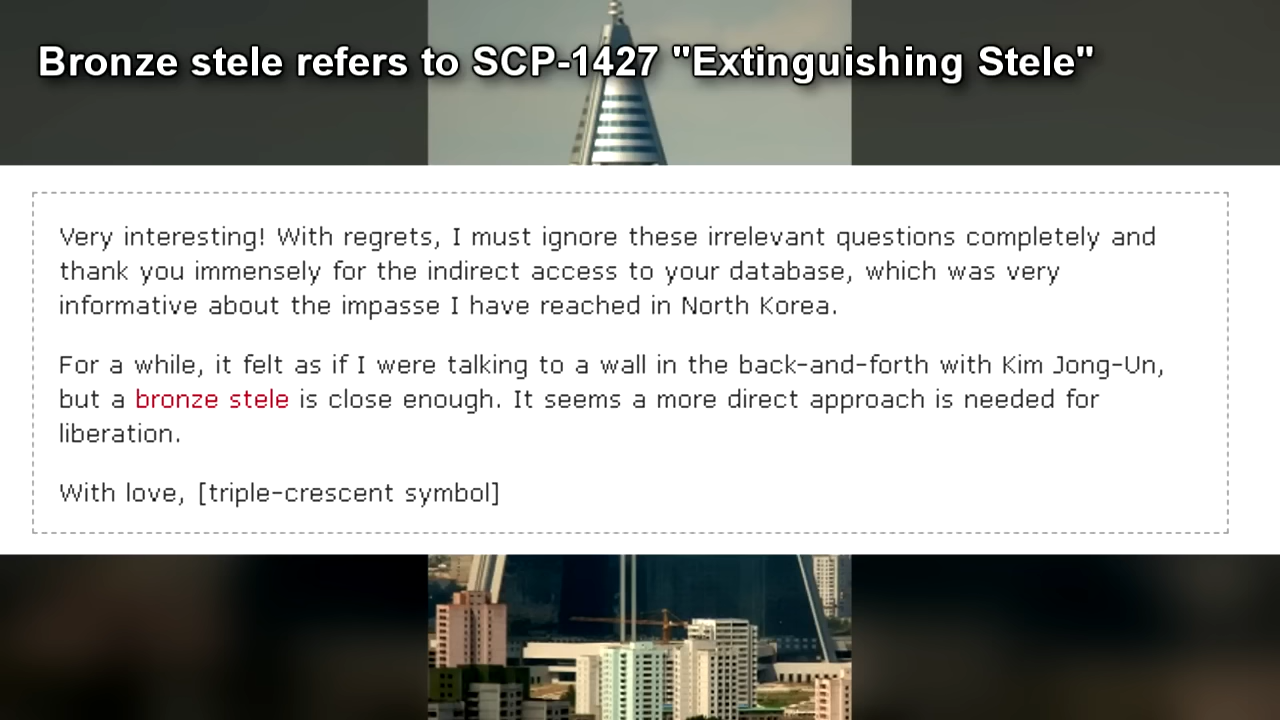 Bronze stele refers to SCP-1427 "Extinguishing Stele"
Very interesting! With regrets, I must ignore these irrelevant questions completely and
thank you immensely for the indirect access to your database, which was very
informative about the impasse I have reached in North Korea.
For a while, it felt as if I were talking to a wall in the back-and-forth with Kim Jong-Un,
but a bronze stele is close enough. It seems a more direct approach is needed for
liberation.
With love, [triple-crescent symbol]